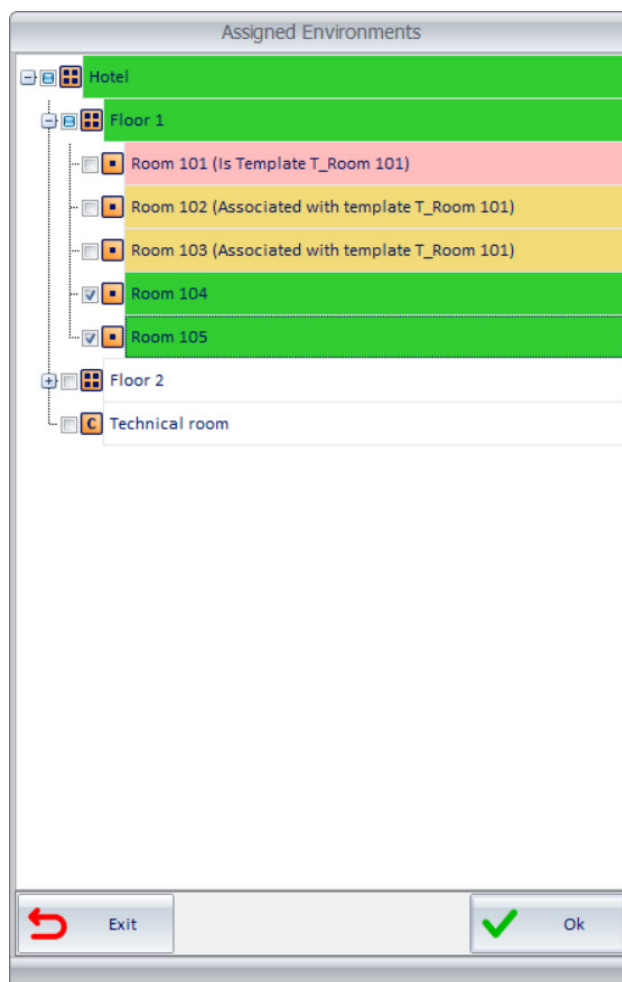 Assigned Environments
Hotel
Floor 1
Room 101 (Is Template T_Room 101)
Room 102 (Associated with template T_Room 101)
Room 103 (Associated with template T_Room 101)
Room 104
Room 105
Floor 2
C Technical room
Exit
Ok